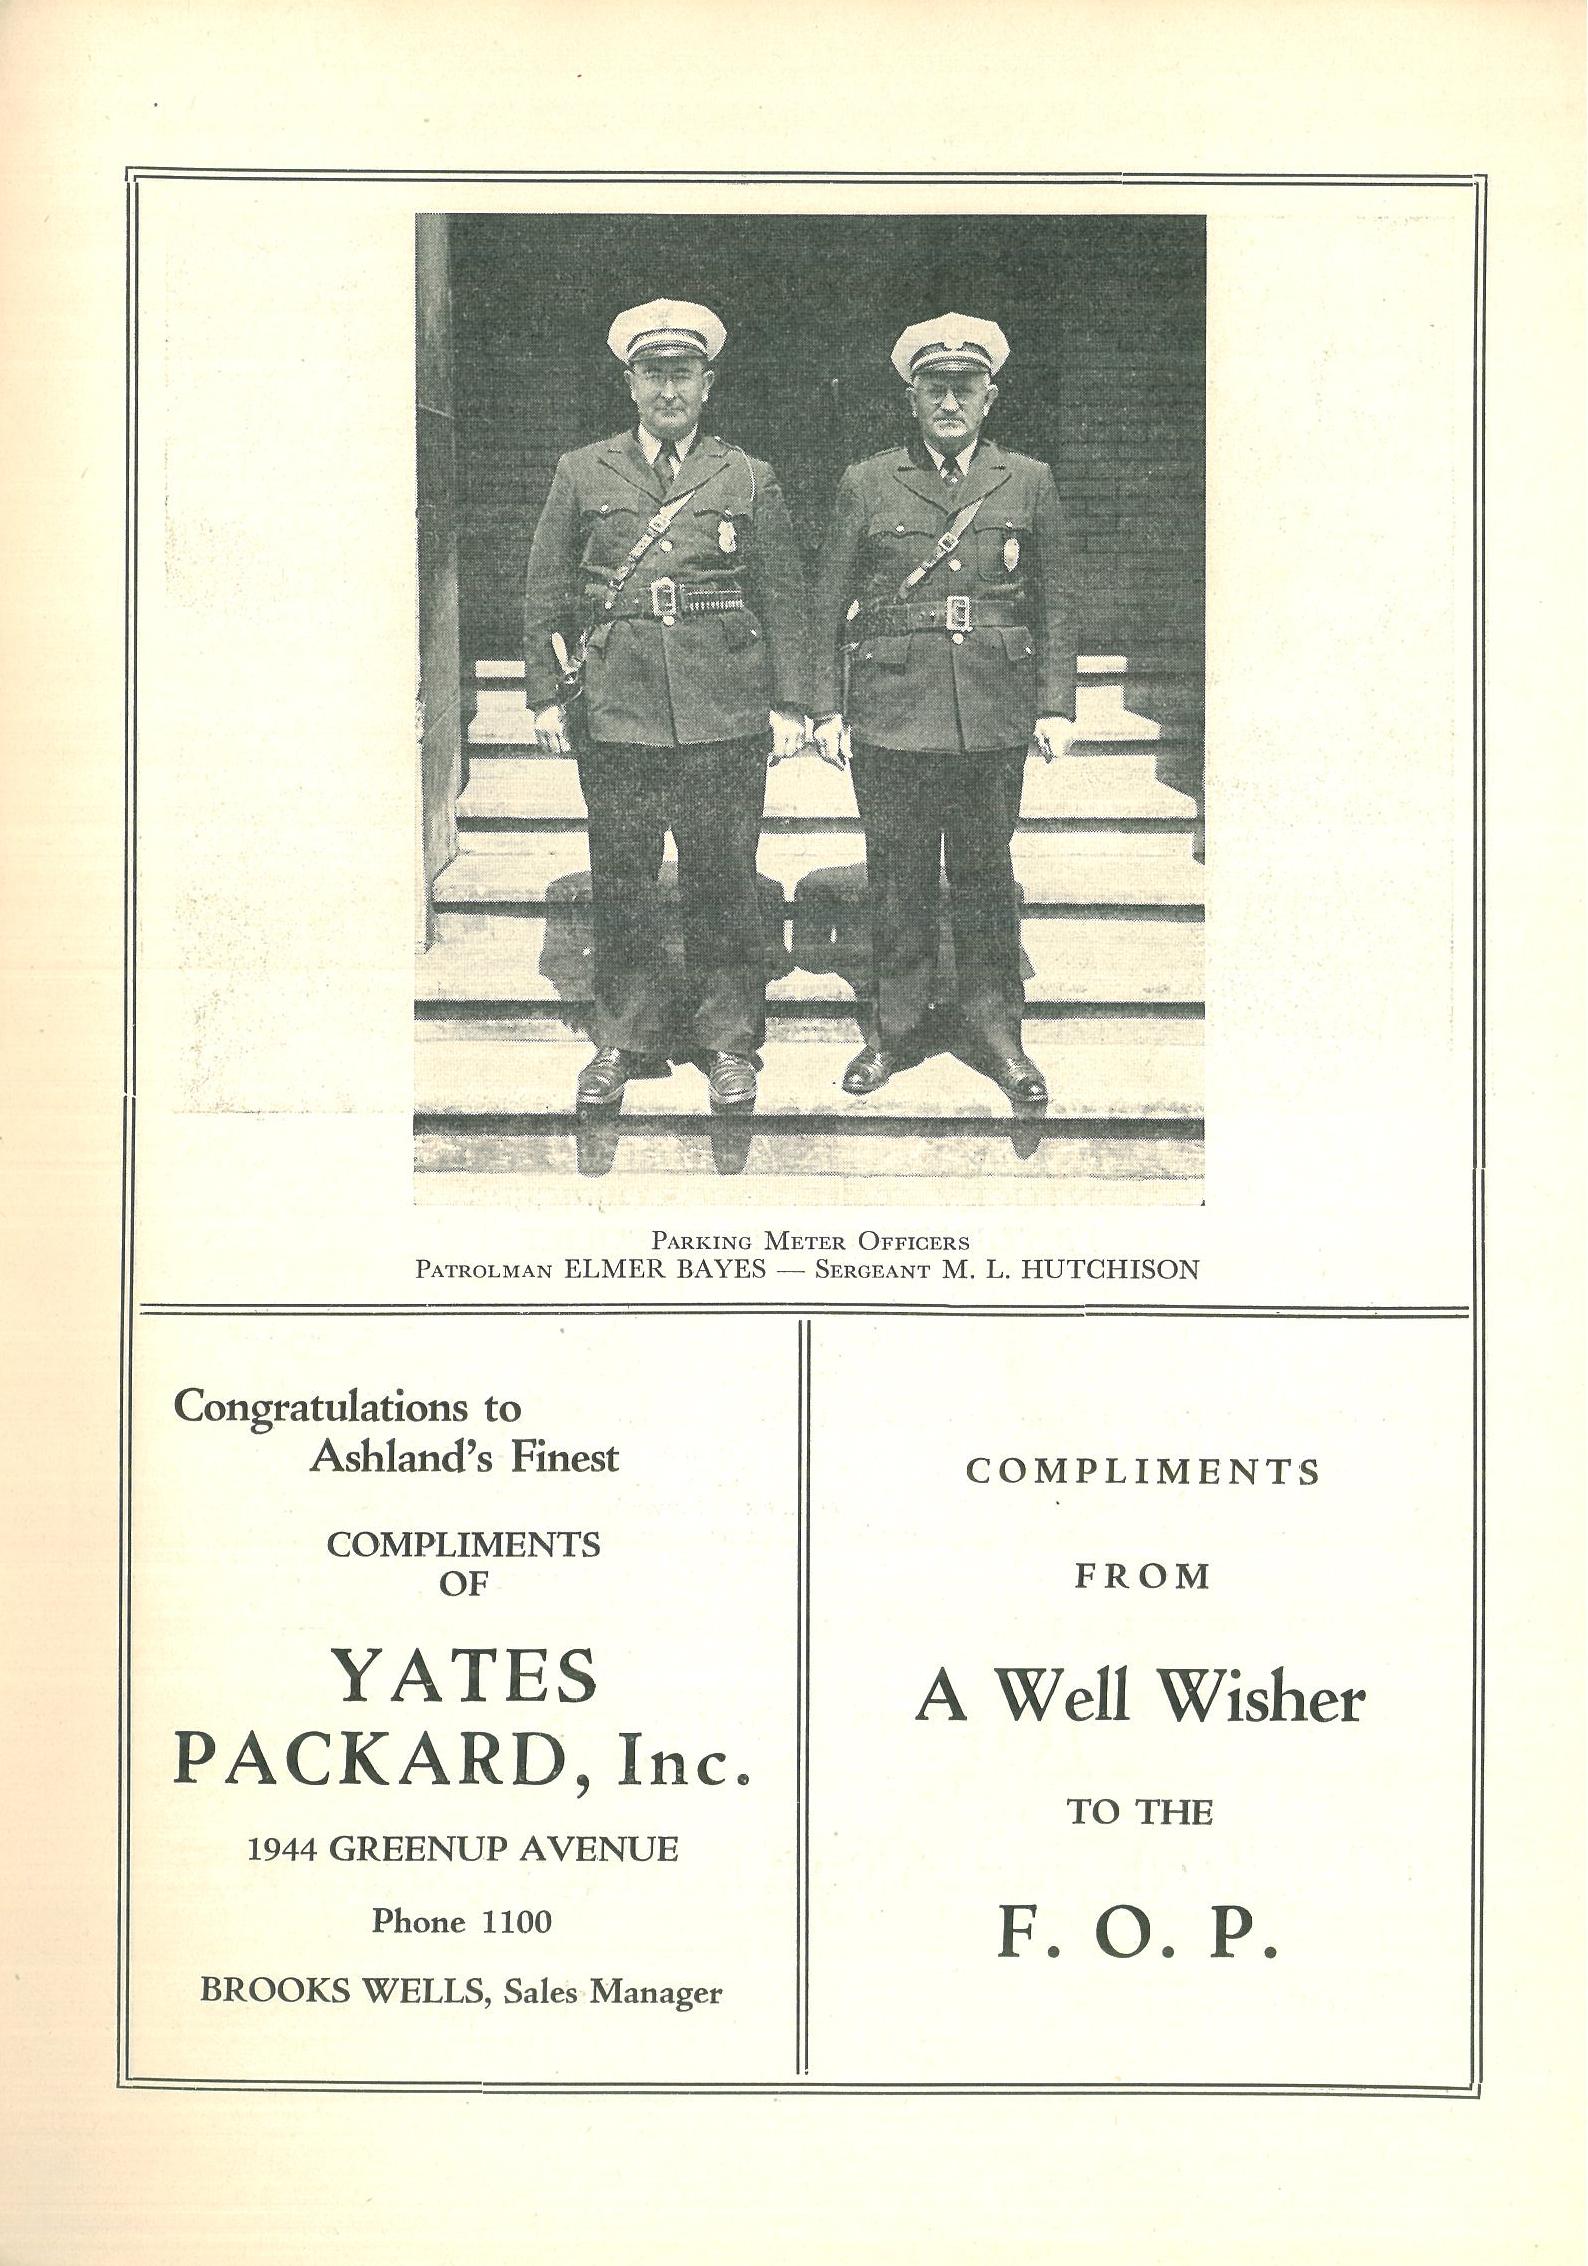 Parking Meter Officers
Patrolman ELMER BAYES — Sergeant M. L. HUTCHISON
Congratulations to
Ashland's Finest
COMPLIMENTS
OF
YATES
PACKARD, Inc.
1944 GREENUP AVENUE
Phone 1100
BROOKS WELLS, Sales Manager
COMPLIMENTS
FROM
A Well Wisher
TO THE
F. O. P.